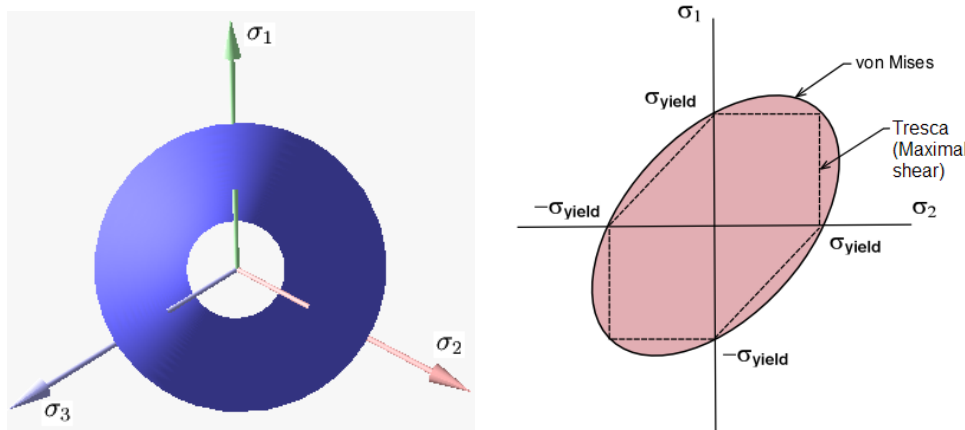 σ₁
σ₂
σ₃
σ₁
von Mises
σyield
Tresca
(Maximal
shear)
−σyield
σ₂
σyield
−σyield